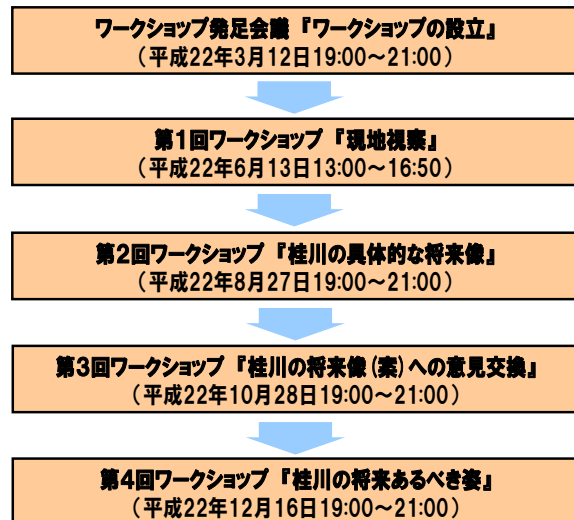 ワークショップ発足会議『ワークショップの設立』
(平成22年3月12日19:00～21:00)
第1回ワークショップ『現地視察』
(平成22年6月13日13:00～16:50)
第2回ワークショップ『桂川の具体的な将来像』
(平成22年8月27日19:00～21:00)
第3回ワークショップ『桂川の将来像(案)への意見交換』
(平成22年10月28日19:00～21:00)
第4回ワークショップ『桂川の将来あるべき姿』
(平成22年12月16日19:00～21:00)